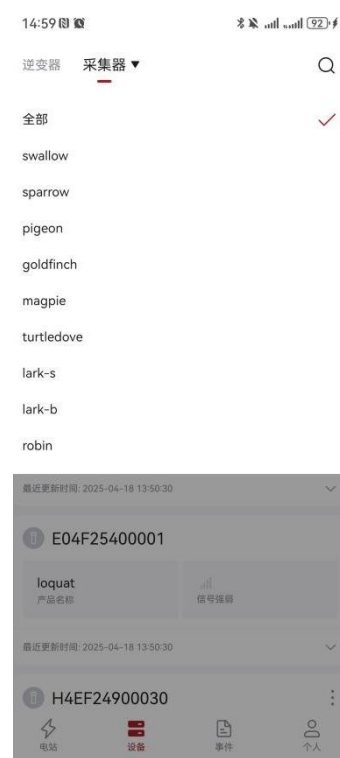 14:59 92
逆变器 采集器▼
全部
swallow
sparrow
pigeon
goldfinch
magpie
turtledove
lark-s
lark-b
robin
最近更新时间: 2025-04-18 13:50:30
E04F25400001
loquat
产品名称 信号强弱
最近更新时间: 2025-04-18 13:50:30
H4EF24900030
电站 设备 事件 个人